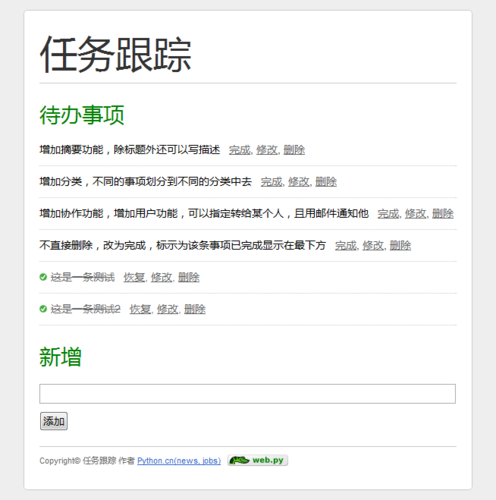 任务跟踪
待办事项
增加摘要功能，除标题外还可以写描述 完成, 修改, 删除
增加分类，不同的事项划分到不同的分类中去 完成, 修改, 删除
增加协作功能，增加用户功能，可以指定转给某个人，且用邮件通知他 完成, 修改, 删除
不直接删除，改为完成，标示为该条事项已完成显示在最下方 完成, 修改, 删除
这是一条测试 恢复, 修改, 删除
这是一条测试2 恢复, 修改, 删除
新增
添加
Copyright© 任务跟踪 作者 Python.cn(news, jobs) web.py